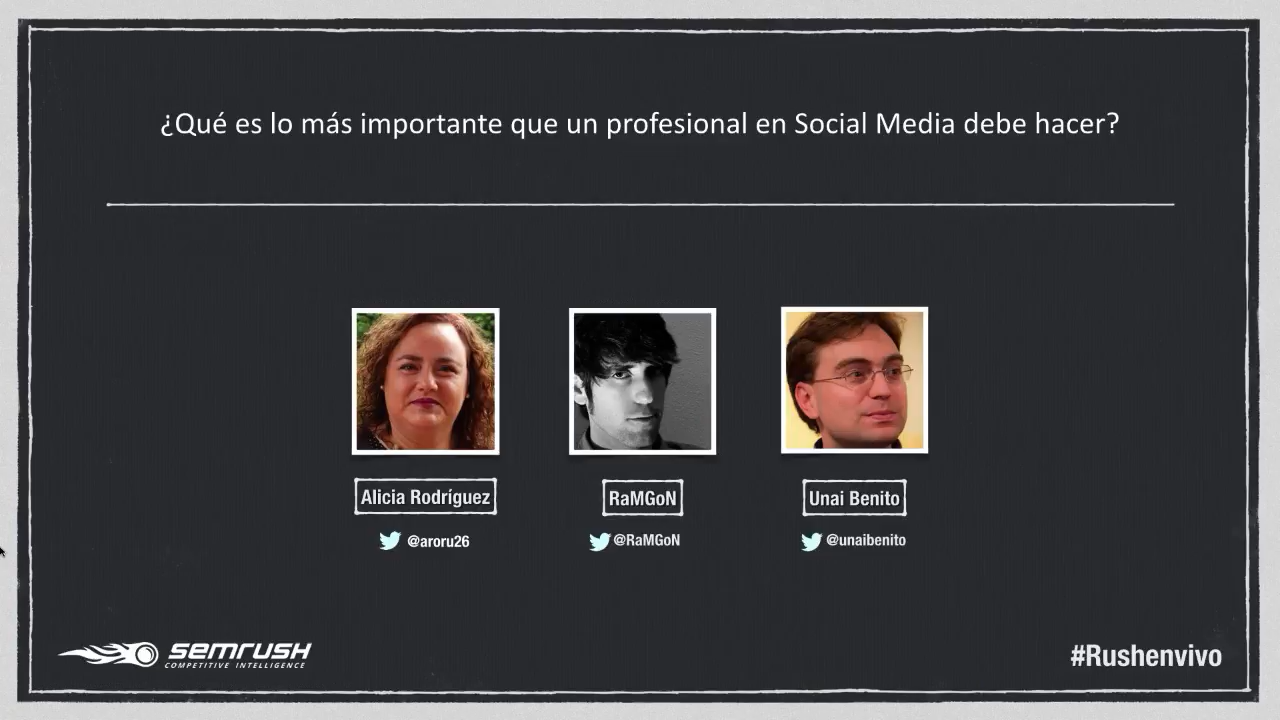 ¿Qué es lo más importante que un profesional en Social Media debe hacer?
Alicia Rodríguez
RaMGoN
Unai Benito
@aroru26
@RaMGoN
@unaibenito
SEMRUSH
COMPETITIVE INTELLIGENCE
#Rushenvivo